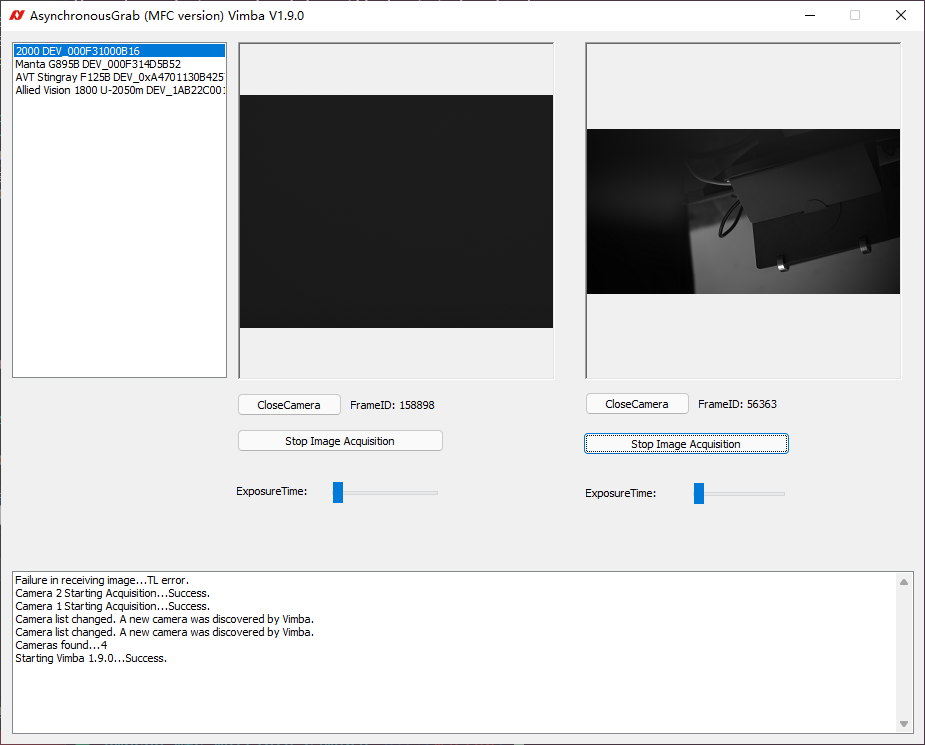 AsynchronousGrab (MFC version) Vimba V1.9.0
2000 DEV_000F31000B16
Manta G895B DEV_000F314D5B52
AVT Stingray F125B DEV_0xA4701130B425
Allied Vision 1800 U-2050m DEV_1AB22C001
CloseCamera
FrameID: 158898
Stop Image Acquisition
ExposureTime:
CloseCamera
FrameID: 56363
Stop Image Acquisition
ExposureTime:
Failure in receiving image...TL error.
Camera 2 Starting Acquisition...Success.
Camera 1 Starting Acquisition...Success.
Camera list changed. A new camera was discovered by Vimba.
Camera list changed. A new camera was discovered by Vimba.
Cameras found...4
Starting Vimba 1.9.0...Success.